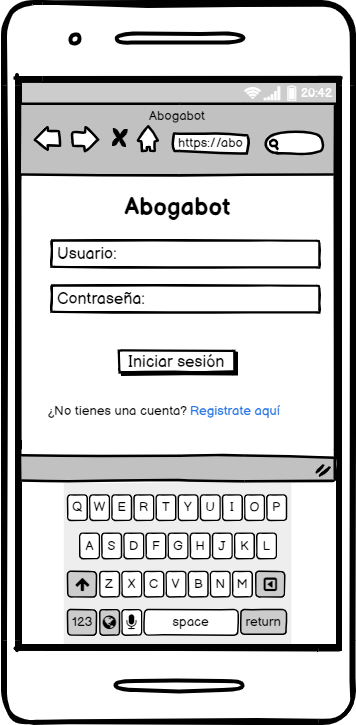 20:42
Abogabot
https://abo
Abogabot
Usuario:
Contraseña:
Iniciar sesión
¿No tienes una cuenta? Registrate aquí
Q W E R T Y U I O P
A S D F G H J K L
Z X C V B N M
123 space return